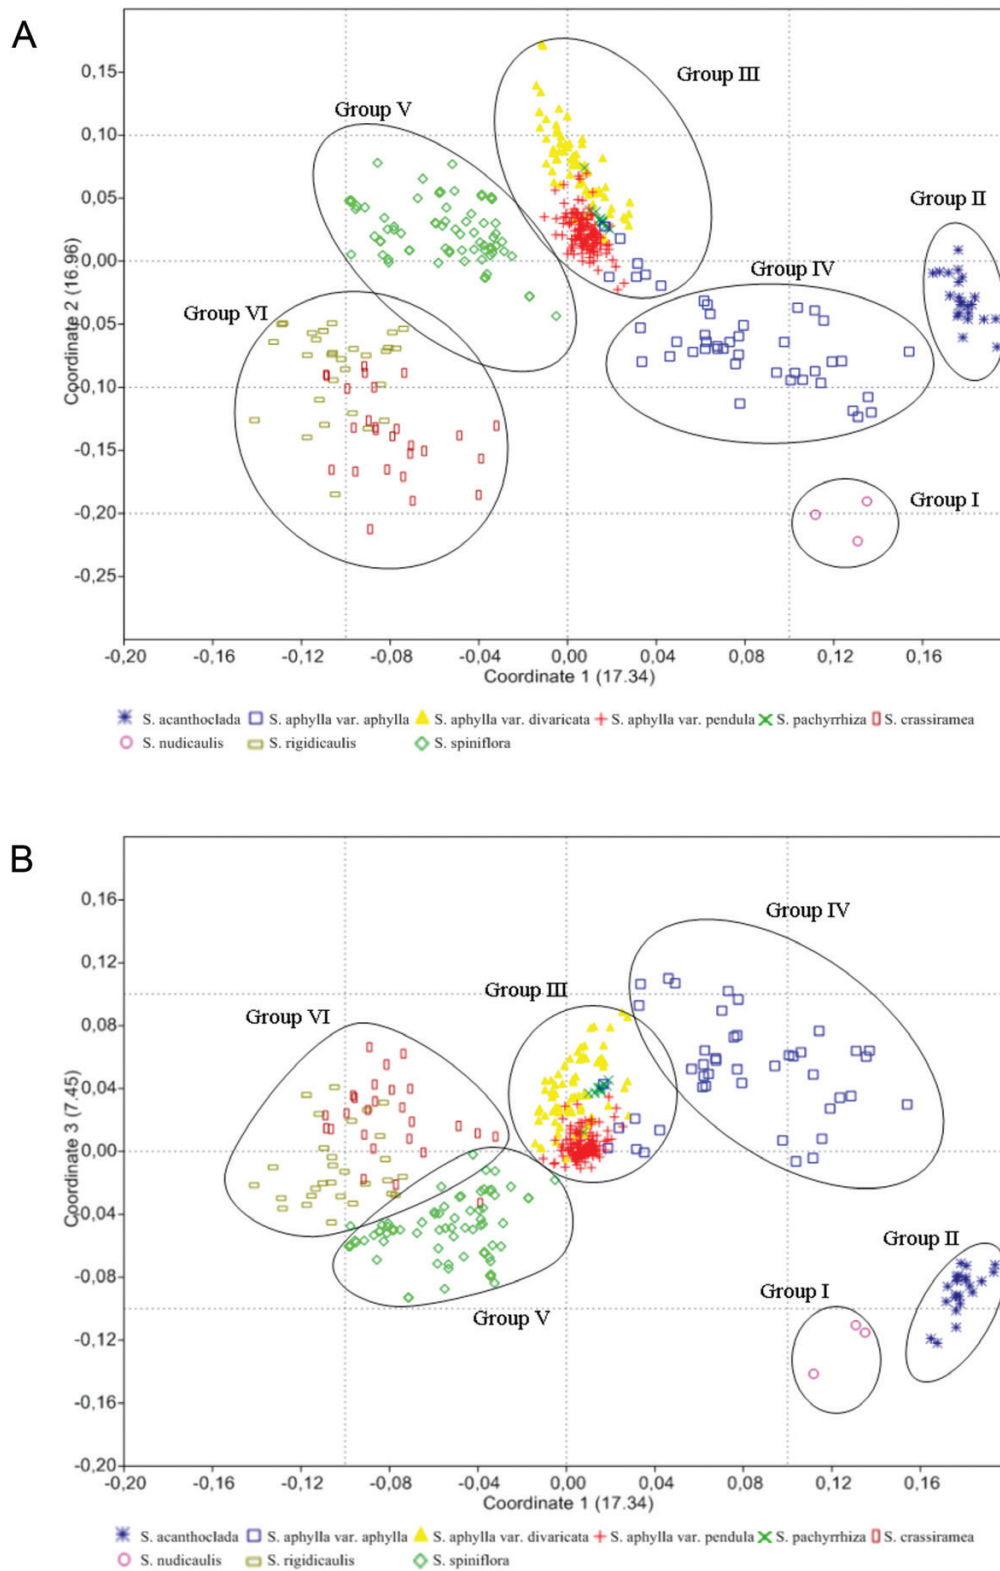 A
Group III
Group V
0,15
0,10
Group II
0,05
0,00
Group IV
Group VI
-0,05
-0,10
-0,15
Group I
-0,20
-0,25
Coordinate 2 (16.96)
-0,20 -0,16 -0,12 -0,08 -0,04 0,00 0,04 0,08 0,12 0,16
Coordinate 1 (17.34)
S. acanthoclada S. aphylla var. aphylla S. aphylla var. divaricata S. aphylla var. pendula S. pachyrrhiza S. crassiramea
S. nudicaulis S. rigidicaulis S. spiniflora
B
0,16
Group IV
0,12
Group III
Group VI
0,08
0,04
0,00
-0,04
Group II
-0,08
Group I
Group V
-0,12
-0,16
-0,20
Coordinate 3 (7.45)
-0,20 -0,16 -0,12 -0,08 -0,04 0,00 0,04 0,08 0,12 0,16
Coordinate 1 (17.34)
S. acanthoclada S. aphylla var. aphylla S. aphylla var. divaricata S. aphylla var. pendula S. pachyrrhiza S. crassiramea
S. nudicaulis S. rigidicaulis S. spiniflora